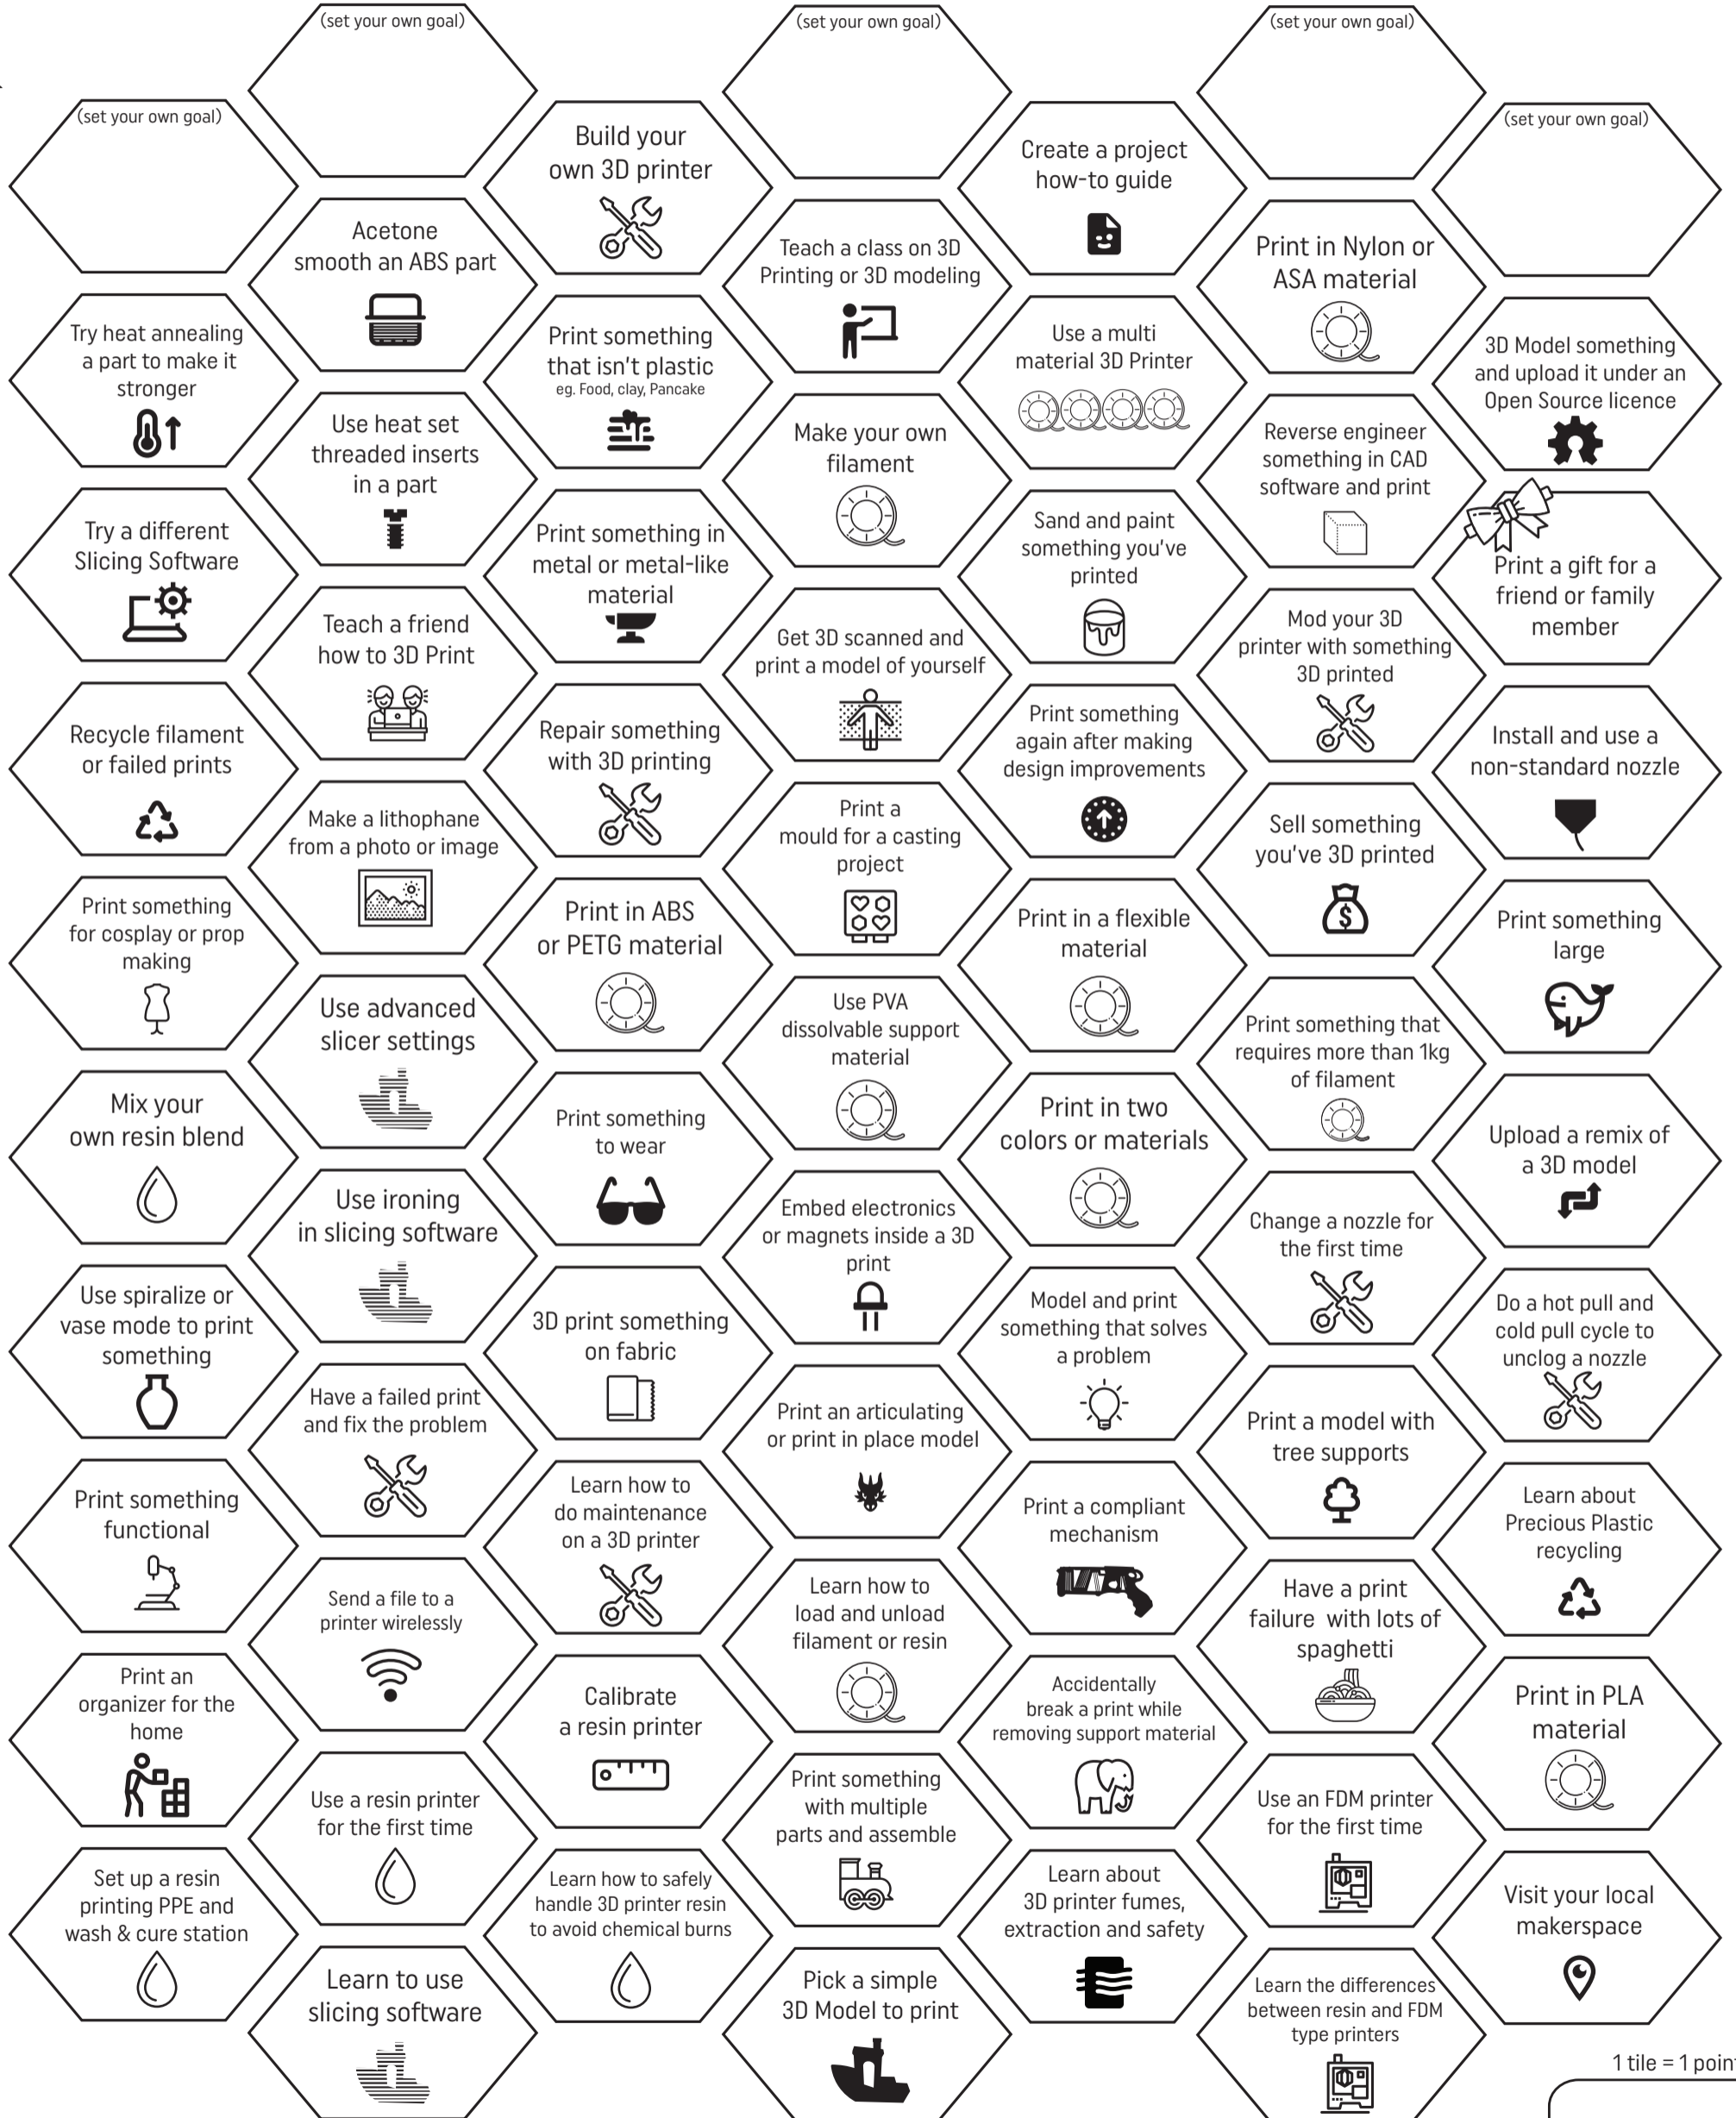 (set your own goal)
(set your own goal)
(set your own goal)
(set your own goal)
(set your own goal)
Build your
own 3D printer
Create a project
how-to guide
Acetone
smooth an ABS part
Teach a class on 3D
Printing or 3D modeling
Print in Nylon or
ASA material
Try heat annealing
a part to make it
stronger
Print something
that isn't plastic
eg. Food, clay, Pancake
Use a multi
material 3D Printer
3D Model something
and upload it under an
Open Source licence
Use heat set
threaded inserts
in a part
Make your own
filament
Reverse engineer
something in CAD
software and print
Try a different
Slicing Software
Print something in
metal or metal-like
material
Sand and paint
something you've
printed
Print a gift for a
friend or family
member
Teach a friend
how to 3D Print
Get 3D scanned and
print a model of yourself
Mod your 3D
printer with something
3D printed
Recycle filament
or failed prints
Repair something
with 3D printing
Print something
again after making
design improvements
Install and use a
non-standard nozzle
Make a lithophane
from a photo or image
Print a
mould for a casting
project
Sell something
you've 3D printed
$
Print something
for cosplay or prop
making
Print in ABS
or PETG material
Print in a flexible
material
Print something
large
Use advanced
slicer settings
Use PVA
dissolvable support
material
Print something that
requires more than 1kg
of filament
Mix your
own resin blend
Print something
to wear
Print in two
colors or materials
Upload a remix of
a 3D model
Use ironing
in slicing software
Embed electronics
or magnets inside a 3D
print
Change a nozzle for
the first time
Use spiralize or
vase mode to print
something
3D print something
on fabric
Model and print
something that solves
a problem
Do a hot pull and
cold pull cycle to
unclog a nozzle
Have a failed print
and fix the problem
Print an articulating
or print in place model
Print a model with
tree supports
Print something
functional
Learn how to
do maintenance
on a 3D printer
Print a compliant
mechanism
Learn about
Precious Plastic
recycling
Send a file to a
printer wirelessly
Learn how to
load and unload
filament or resin
Have a print
failure with lots of
spaghetti
Print an
organizer for the
home
Calibrate
a resin printer
Accidentally
break a print while
removing support material
Print in PLA
material
Use a resin printer
for the first time
Print something
with multiple
parts and assemble
Use an FDM printer
for the first time
Set up a resin
printing PPE and
wash & cure station
Learn how to safely
handle 3D printer resin
to avoid chemical burns
Learn about
3D printer fumes,
extraction and safety
Visit your local
makerspace
Learn to use
slicing software
Pick a simple
3D Model to print
Learn the differences
between resin and FDM
type printers
1 tile = 1 point